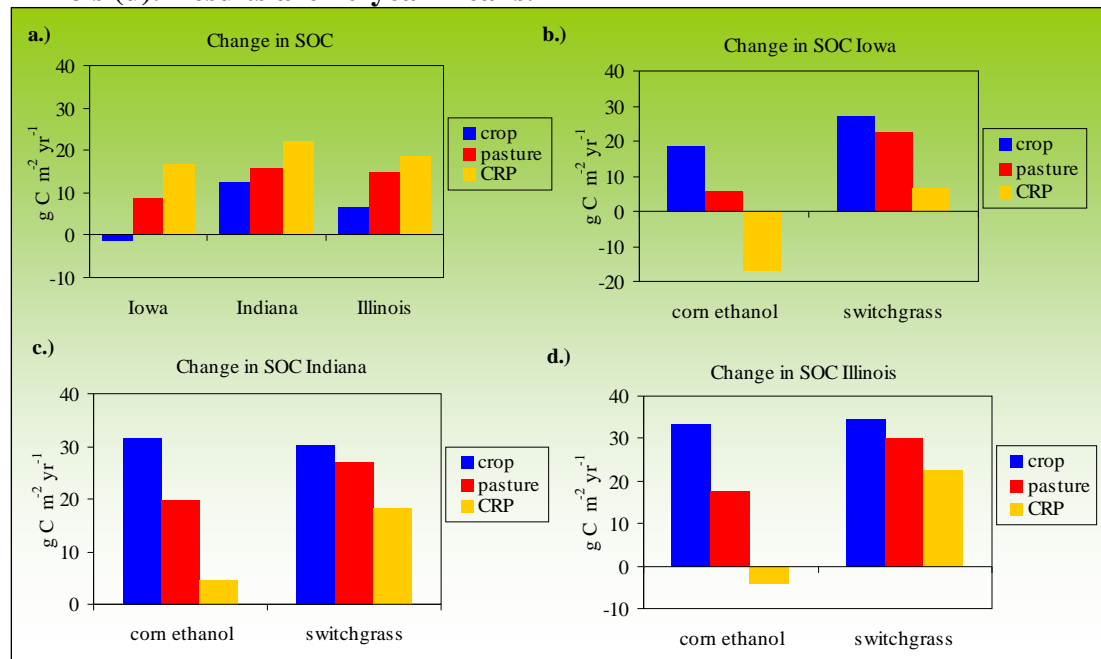 a.)
Change in SOC
40
30
20
10
0
-10
g C m-2 yr-1
Iowa Indiana Illinois
crop
pasture
CRP
b.)
Change in SOC Iowa
40
30
20
10
0
-10
-20
g C m-2 yr-1
corn ethanol switchgrass
crop
pasture
CRP
c.)
Change in SOC Indiana
40
30
20
10
0
g C m-2 yr-1
corn ethanol switchgrass
crop
pasture
CRP
d.)
Change in SOC Illinois
40
30
20
10
0
-10
g C m-2 yr-1
corn ethanol switchgrass
crop
pasture
CRP